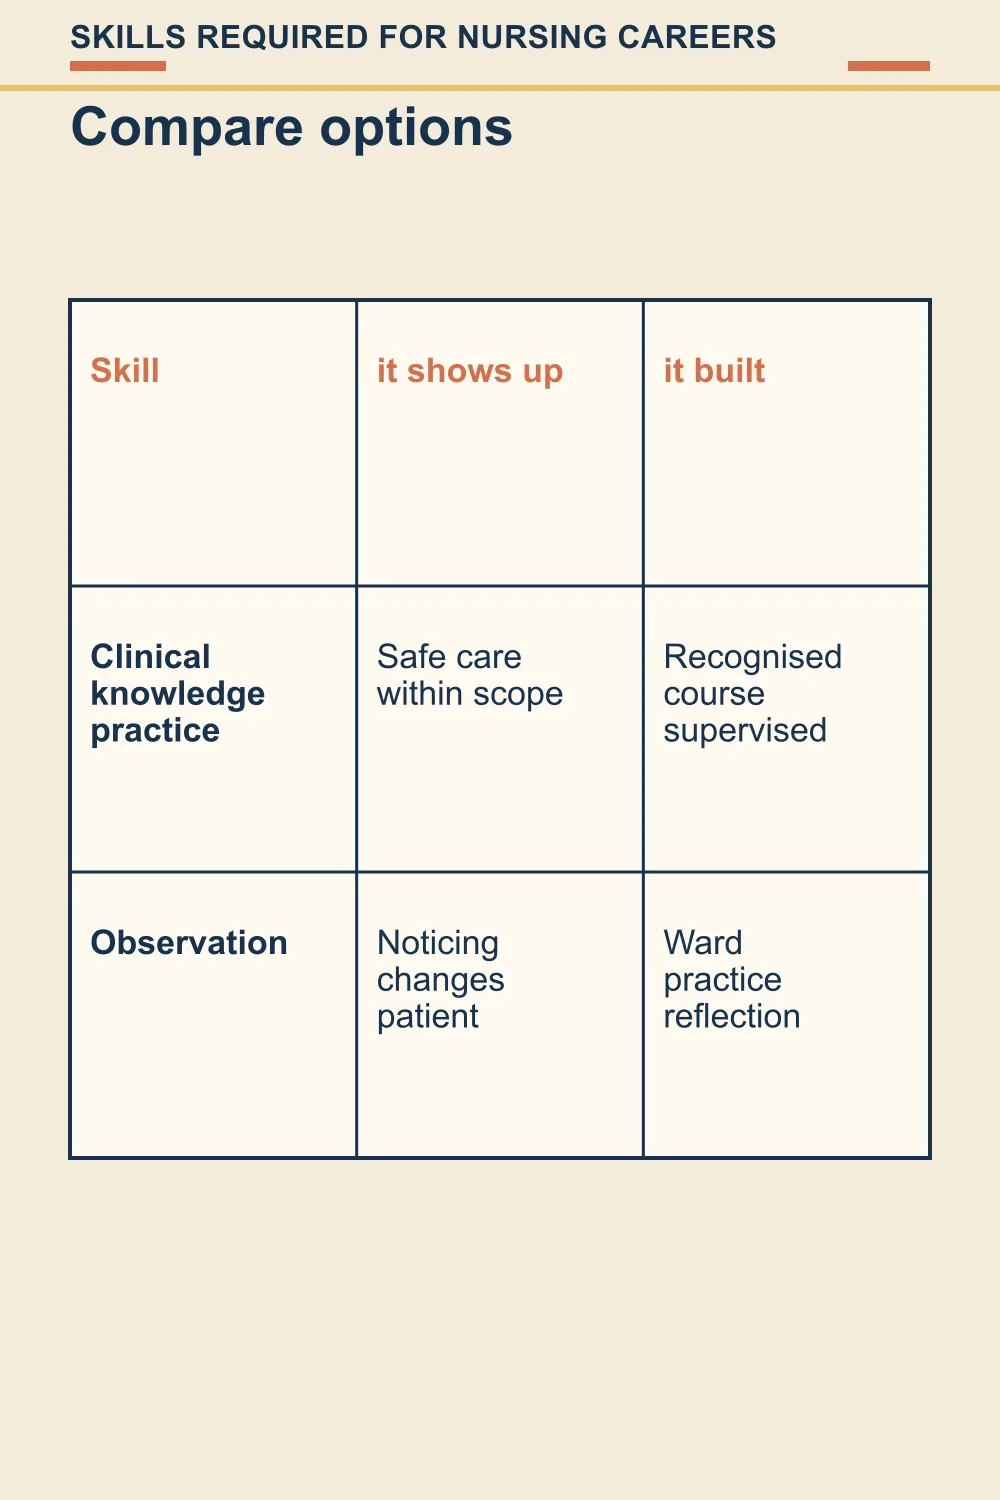 SKILLS REQUIRED FOR NURSING CAREERS
Compare options
Skill
it shows up
it built
Clinical
knowledge
practice
Safe care
within scope
Recognised
course
supervised
Observation
Noticing
changes
patient
Ward
practice
reflection